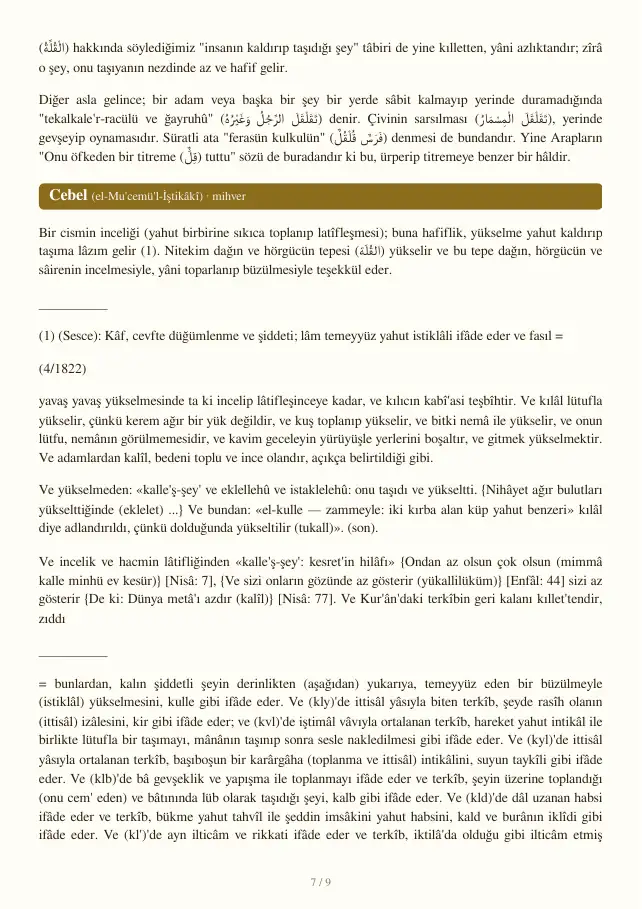 (الْقُلَّةُ) hakkında söylediğimiz "insanın kaldırıp taşıdığı şey" tâbiri de yine kılletten, yâni azlıktandır; zîrâ
o şey, onu taşıyanın nezdinde az ve hafif gelir.
Diğer asla gelince; bir adam veya başka bir şey bir yerde sâbit kalmayıp yerinde duramadığında
"tekalkale'r-racülü ve ğayruhû" (تَقَلْقَلَ الرَّجُلُ وَغَيْرُهُ) denir. Çivinin sarsılması (تَقَلْقَلَ الْمِسْمَارُ), yerinde
gevşeyip oynamasıdır. Süratli ata "ferasün kulkulün" (فَرَسٌ قُلْقُلٌ) denmesi de bundandır. Yine Arapların
"Onu öfkeden bir titreme (قِلٌّ) tuttu" sözü de buradandır ki bu, ürperip titremeye benzer bir hâldir.
Cebel (el-Mu'cemü'l-İştikâkî) · mihver
Bir cismin inceliği (yahut birbirine sıkıca toplanıp latîfleşmesi); buna hafiflik, yükselme yahut kaldırıp
taşıma lâzım gelir (1). Nitekim dağın ve hörgücün tepesi (القُلّة) yükselir ve bu tepe dağın, hörgücün ve
sâirenin incelmesiyle, yâni toparlanıp büzülmesiyle teşekkül eder.
(1) (Sesce): Kâf, cevfte düğümlenme ve şiddeti; lâm temeyyüz yahut istiklâli ifâde eder ve fasıl =
(4/1822)
yavaş yavaş yükselmesinde ta ki incelip lâtifleşinceye kadar, ve kılıcın kabî'asi teşbîhtir. Ve kılâl lütufla
yükselir, çünkü kerem ağır bir yük değildir, ve kuş toplanıp yükselir, ve bitki nemâ ile yükselir, ve onun
lütfu, nemânın görülmemesidir, ve kavim geceleyin yürüyüşle yerlerini boşaltır, ve gitmek yükselmektir.
Ve adamlardan kalîl, bedeni toplu ve ince olandır, açıkça belirtildiği gibi.
Ve yükselmeden: «kalle'ş-şey' ve eklellehû ve istaklelehû: onu taşıdı ve yükseltti. {Nihâyet ağır bulutları
yükselttiğinde (eklelet) ...} Ve bundan: «el-kulle — zammeyle: iki kırba alan küp yahut benzeri» kılâl
diye adlandırıldı, çünkü dolduğunda yükseltilir (tukall)». (son).
Ve incelik ve hacmin lâtifliğinden «kalle'ş-şey': kesret'in hilâfı» {Ondan az olsun çok olsun (mimmâ
kalle minhü ev kesür)} [Nisâ: 7], {Ve sizi onların gözünde az gösterir (yükallilüküm)} [Enfâl: 44] sizi az
gösterir {De ki: Dünya metâ'ı azdır (kalîl)} [Nisâ: 77]. Ve Kur'ân'daki terkîbin geri kalanı kıllet'tendir,
zıddı
= bunlardan, kalın şiddetli şeyin derinlikten (aşağıdan) yukarıya, temeyyüz eden bir büzülmeyle
(istiklâl) yükselmesini, kulle gibi ifâde eder. Ve (kly)'de ittisâl yâsıyla biten terkîb, şeyde rasîh olanın
(ittisâl) izâlesini, kir gibi ifâde eder; ve (kvl)'de iştimâl vâvıyla ortalanan terkîb, hareket yahut intikâl ile
birlikte lütufla bir taşımayı, mânânın taşınıp sonra sesle nakledilmesi gibi ifâde eder. Ve (kyl)'de ittisâl
yâsıyla ortalanan terkîb, başıboşun bir karârgâha (toplanma ve ittisâl) intikâlini, suyun taykîli gibi ifâde
eder. Ve (klb)'de bâ gevşeklik ve yapışma ile toplanmayı ifâde eder ve terkîb, şeyin üzerine toplandığı
(onu cem' eden) ve bâtınında lüb olarak taşıdığı şeyi, kalb gibi ifâde eder. Ve (kld)'de dâl uzanan habsi
ifâde eder ve terkîb, bükme yahut tahvîl ile şeddin imsâkini yahut habsini, kald ve burânın iklîdi gibi
ifâde eder. Ve (kl')'de ayn ilticâm ve rikkati ifâde eder ve terkîb, iktilâ'da olduğu gibi ilticâm etmiş
7 / 9